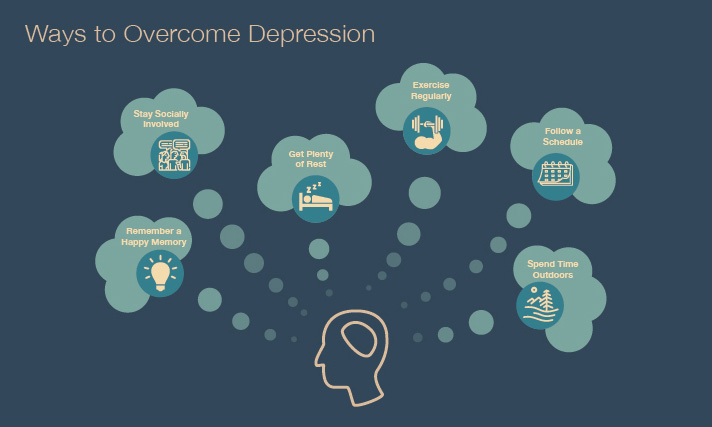 Ways to Overcome Depression
Exercise
Regularly
Stay Socially
Involved
Follow a
Schedule
Get Plenty
of Rest
z z z
Remember a
Happy Memory
Spend Time
Outdoors